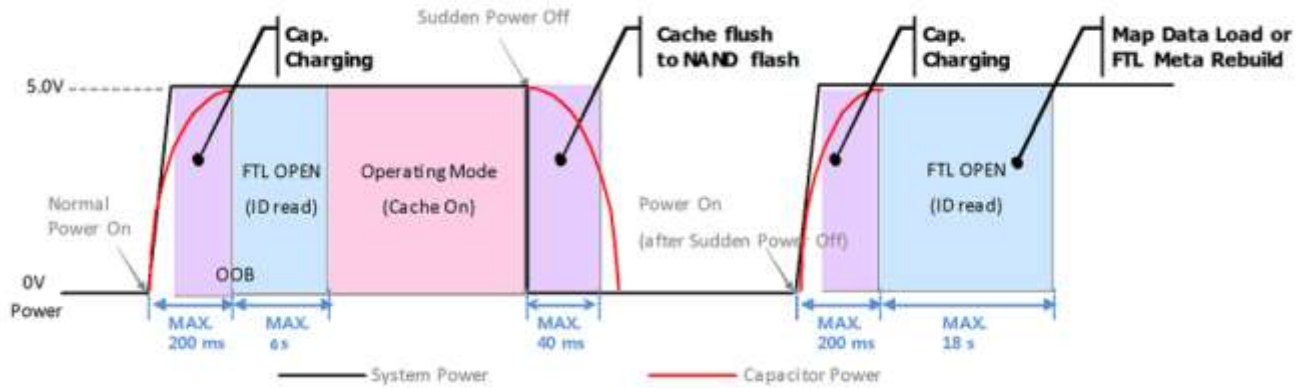 Sudden Power Off
Cap.
Charging
Cache flush
to NAND flash
Cap.
Charging
Map Data Load or
FTL Meta Rebuild
5.0V
FTL OPEN
(ID read)
Operating Mode
(Cache On)
FTL OPEN
(ID read)
Normal
Power On
Power On
(after Sudden Power Off)
OOB
0V
Power
MAX.
200 ms
MAX.
6s
MAX.
40 ms
MAX.
200 ms
MAX.
18 s
System Power
Capacitor Power